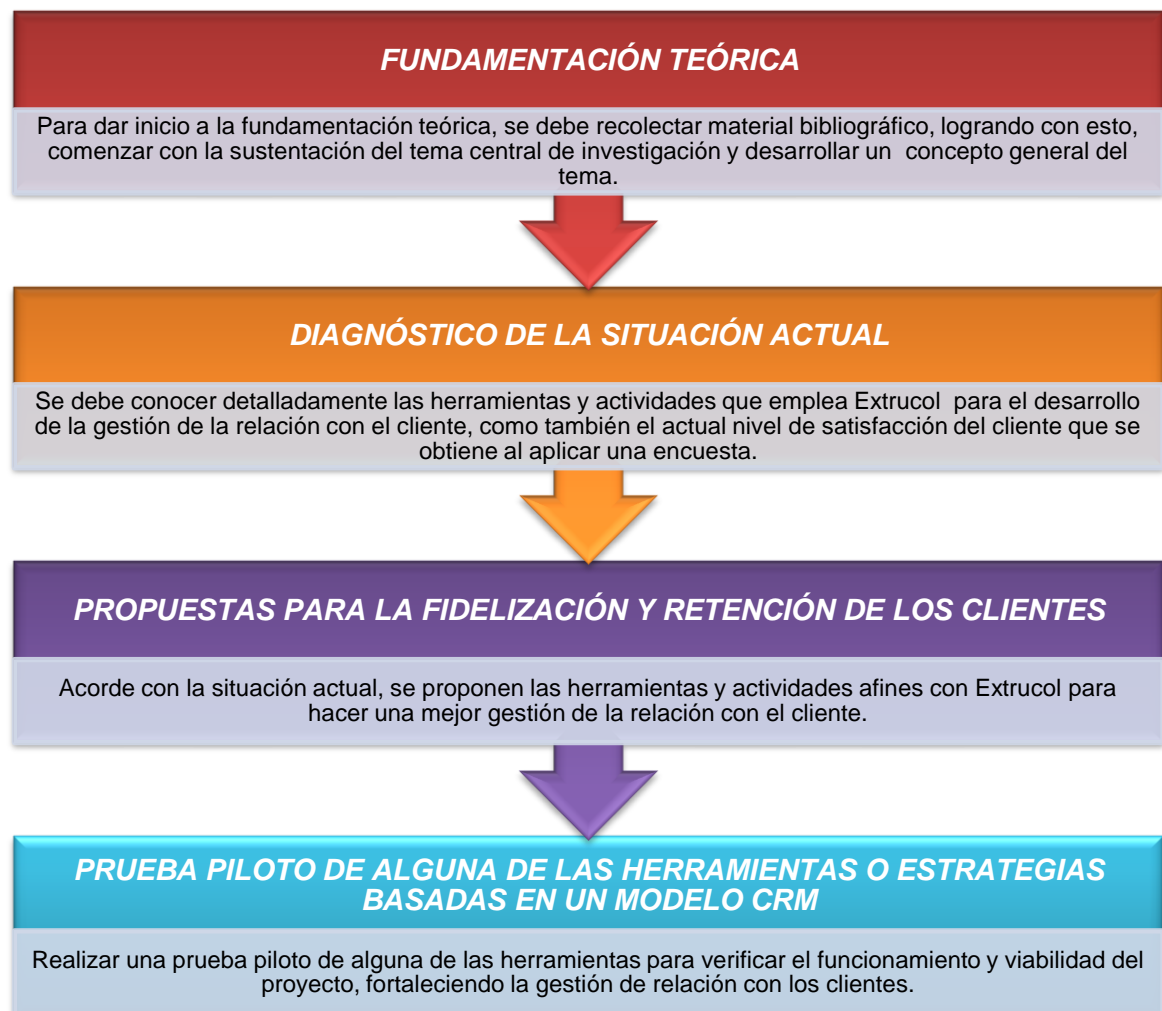 FUNDAMENTACIÓN TEÓRICA
Para dar inicio a la fundamentación teórica, se debe recolectar material bibliográfico, logrando con esto,
comenzar con la sustentación del tema central de investigación y desarrollar un concepto general del
tema.
DIAGNÓSTICO DE LA SITUACIÓN ACTUAL
Se debe conocer detalladamente las herramientas y actividades que emplea Extrucol para el desarrollo
de la gestión de la relación con el cliente, como también el actual nivel de satisfacción del cliente que se
obtiene al aplicar una encuesta.
PROPUESTAS PARA LA FIDELIZACIÓN Y RETENCIÓN DE LOS CLIENTES
Acorde con la situación actual, se proponen las herramientas y actividades afines con Extrucol para
hacer una mejor gestión de la relación con el cliente.
PRUEBA PILOTO DE ALGUNA DE LAS HERRAMIENTAS O ESTRATEGIAS
BASADAS EN UN MODELO CRM
Realizar una prueba piloto de alguna de las herramientas para verificar el funcionamiento y viabilidad del
proyecto, fortaleciendo la gestión de relación con los clientes.